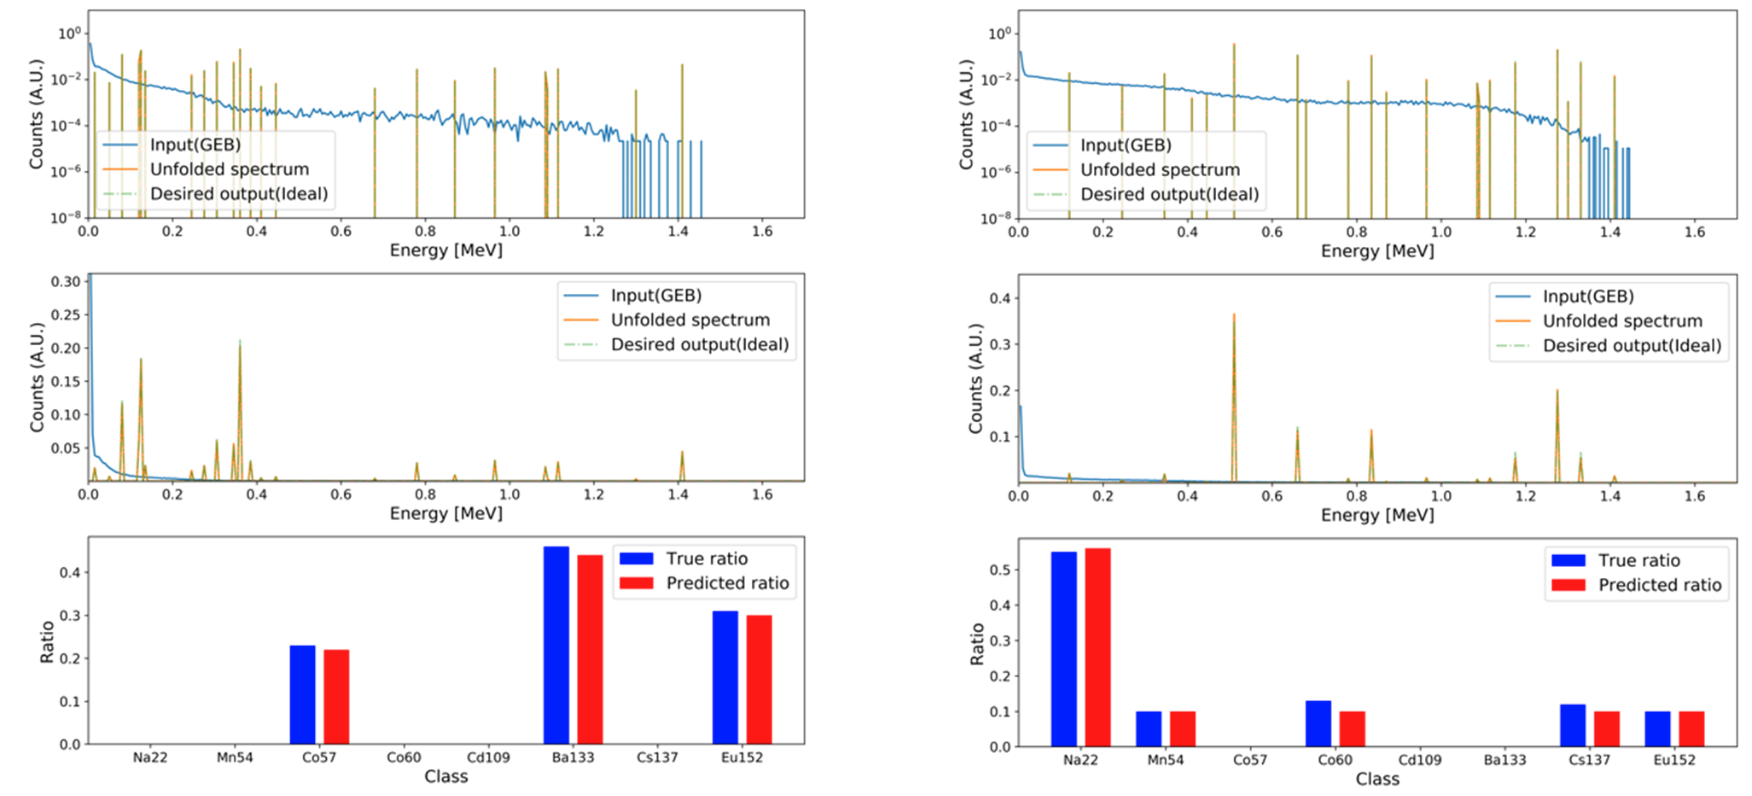 10⁰
10⁻²
10⁻⁴
10⁻⁶
10⁻⁸
Counts (A.U.)
Input(GEB)
Unfolded spectrum
Desired output(Ideal)
0.0 0.2 0.4 0.6 0.8 1.0 1.2 1.4 1.6
Energy [MeV]
10⁰
10⁻²
10⁻⁴
10⁻⁶
10⁻⁸
Counts (A.U.)
Input(GEB)
Unfolded spectrum
Desired output(Ideal)
0.0 0.2 0.4 0.6 0.8 1.0 1.2 1.4 1.6
Energy [MeV]
0.30
0.25
0.20
0.15
0.10
0.05
Counts (A.U.)
Input(GEB)
Unfolded spectrum
Desired output(Ideal)
0.0 0.2 0.4 0.6 0.8 1.0 1.2 1.4 1.6
Energy [MeV]
0.4
0.3
0.2
0.1
Counts (A.U.)
Input(GEB)
Unfolded spectrum
Desired output(Ideal)
0.0 0.2 0.4 0.6 0.8 1.0 1.2 1.4 1.6
Energy [MeV]
0.4
0.3
0.2
0.1
0.0
Ratio
True ratio
Predicted ratio
Na22 Mn54 Co57 Co60 Cd109 Ba133 Cs137 Eu152
Class
0.5
0.4
0.3
0.2
0.1
0.0
Ratio
True ratio
Predicted ratio
Na22 Mn54 Co57 Co60 Cd109 Ba133 Cs137 Eu152
Class